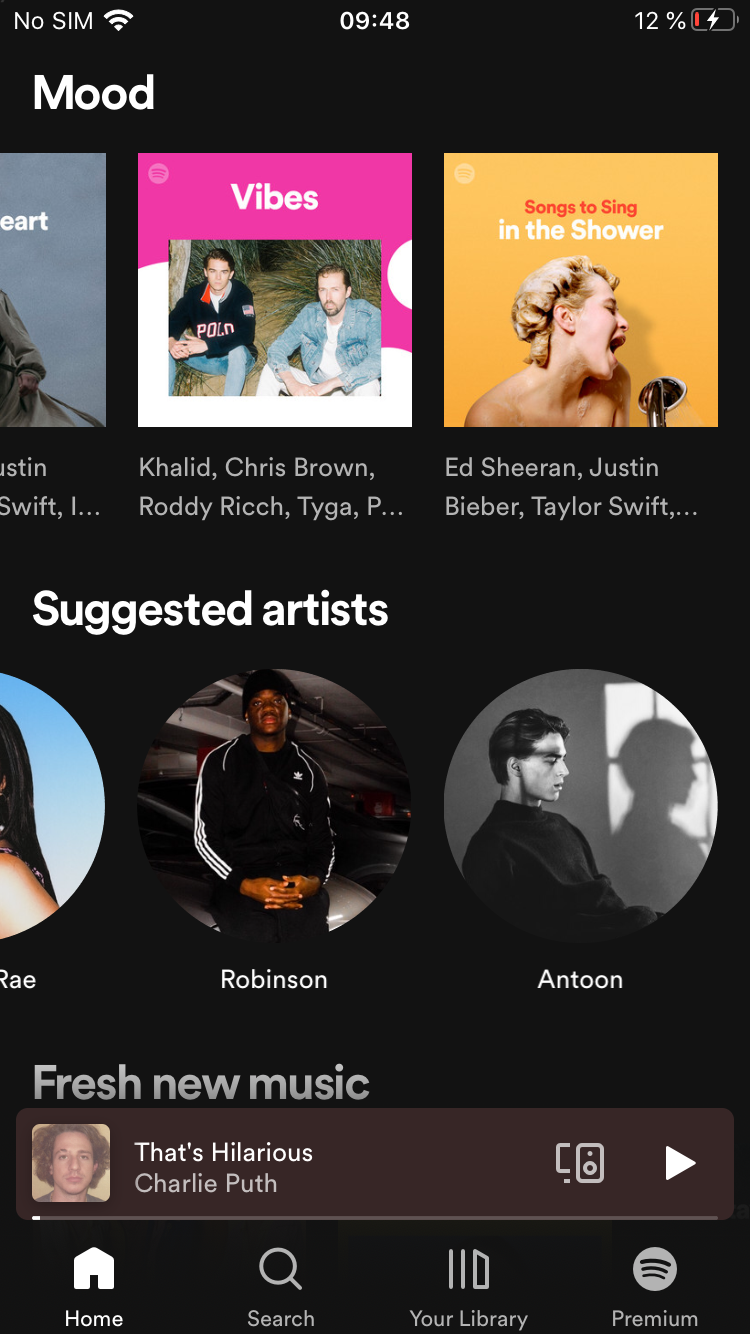 No SIM 09:48 12 %
Mood
eart
Vibes
POLO
Songs to Sing
in the Shower
ustin
Swift, I...
Khalid, Chris Brown,
Roddy Ricch, Tyga, P...
Ed Sheeran, Justin
Bieber, Taylor Swift,...
Suggested artists
Rae
Robinson
Antoon
Fresh new music
That's Hilarious
Charlie Puth
Home
Search
Your Library
Premium